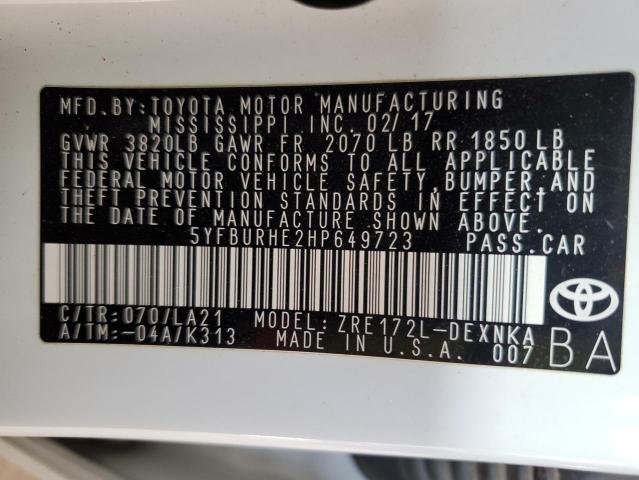 MFD. BY: TOYOTA MOTOR MANUFACTURING
MISSISSIPPI INC. 02/17
GVWR 3820LB GAWR FR 2070 LB RR 1850 LB
THIS VEHICLE CONFORMS TO ALL APPLICABLE
FEDERAL MOTOR VEHICLE SAFETY, BUMPER, AND
THEFT PREVENTION STANDARDS IN EFFECT ON
THE DATE OF MANUFACTURE SHOWN ABOVE.
5YFBURHE2HP649723 PASS. CAR
C/TR: 070/LA21 MODEL: ZRE172L-DEXNKA
A/TM: -04A/K313 MADE IN U.S.A. 007 BA